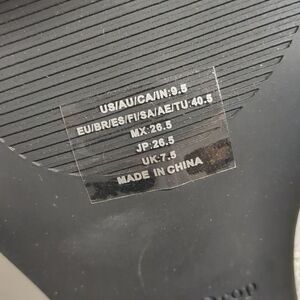 US/AU/CA/IN:9.5
EU/BR/ES/FI/SA/AE/TU:40.5
MX:26.5
JP:26.5
UK:7.5
MADE IN CHINA